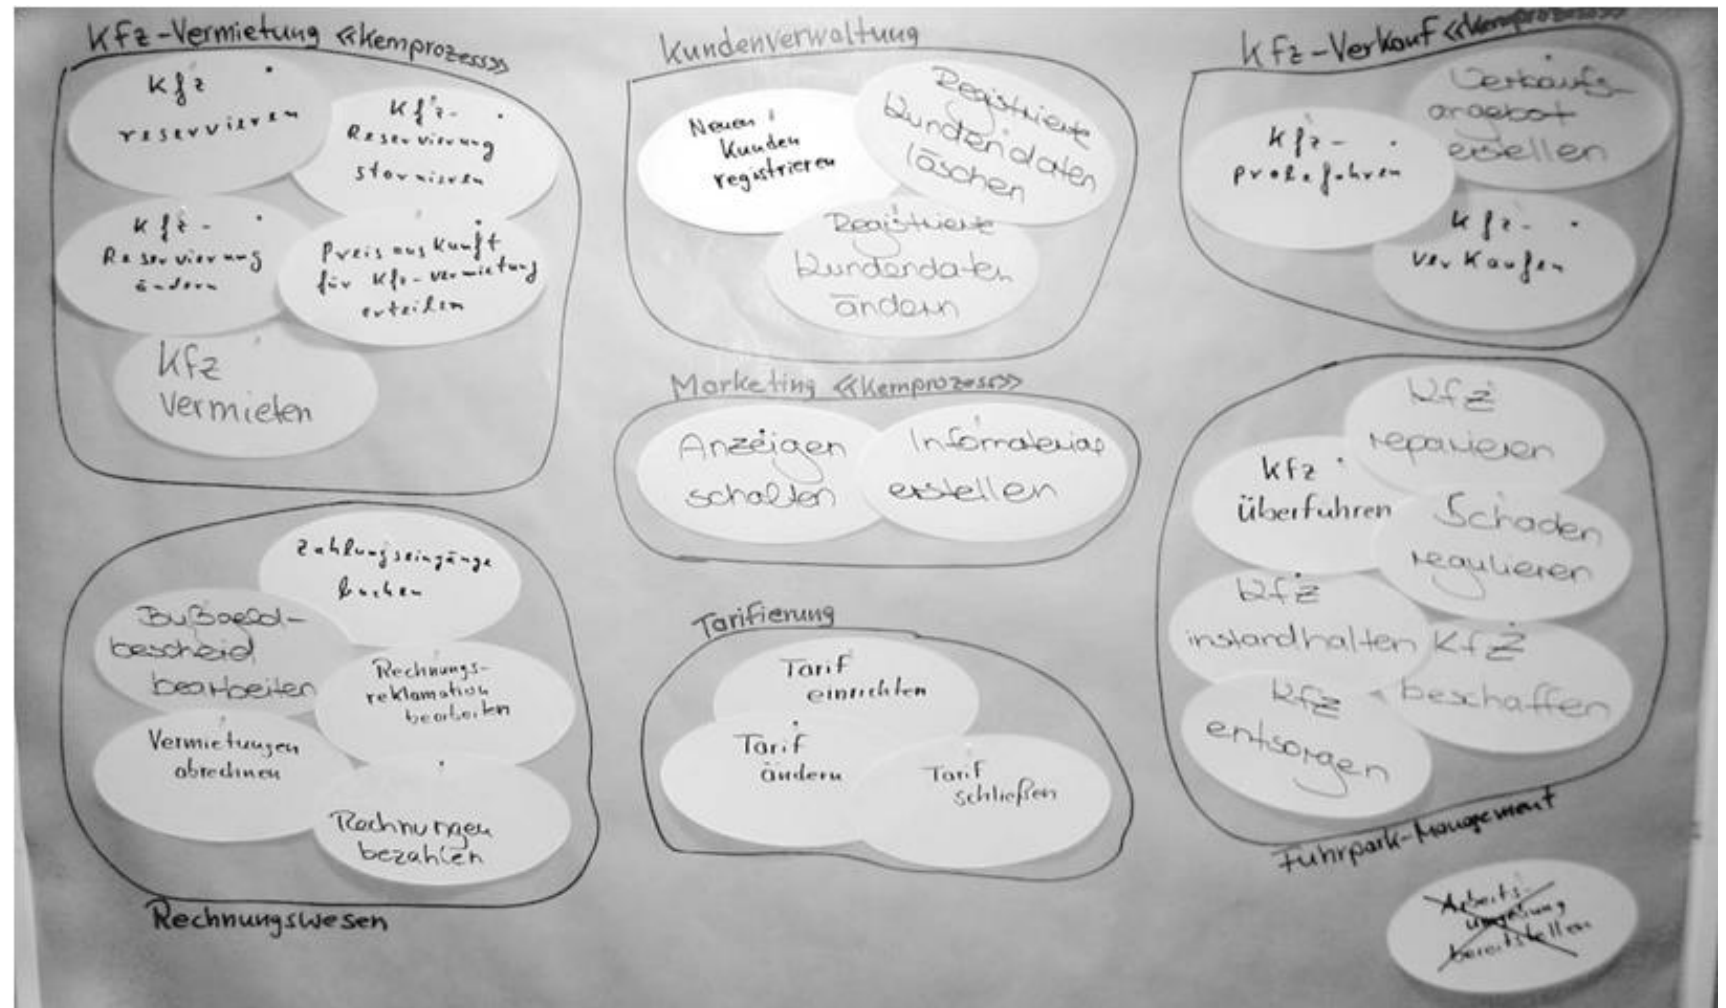 Kfz-Vermietung «Kernprozess»
Kfz
reservieren
Kfz-
Reservierung
stornieren
Kfz-
Reservierung
ändern
Preisauskunft
für Kfz-Vermietung
erteilen
Kfz
Vermieten
Kundenverwaltung
Neuen
Kunden
registrieren
Registrierte
Kundendaten
löschen
Registrierte
Kundendaten
ändern
Kfz-Verkauf «Kernprozess»
Verkaufs-
angebot
erstellen
Kfz-
probefahren
Kfz-
verkaufen
Marketing «Kernprozess»
Anzeigen
schalten
Infomaterial
erstellen
Kfz
reparieren
Kfz
überführen
Schaden
regulieren
Kfz
instandhalten
Kfz
beschaffen
Kfz
entsorgen
Fuhrpark-Management
Zahlungseingänge
buchen
Bußgeld-
bescheid
bearbeiten
Rechnungs-
reklamation
bearbeiten
Vermietungen
abrechnen
Rechnungen
bezahlen
Rechnungswesen
Tarifierung
Tarif
einrichten
Tarif
ändern
Tarif
schließen
Arbeits-
umgebung
bereitstellen